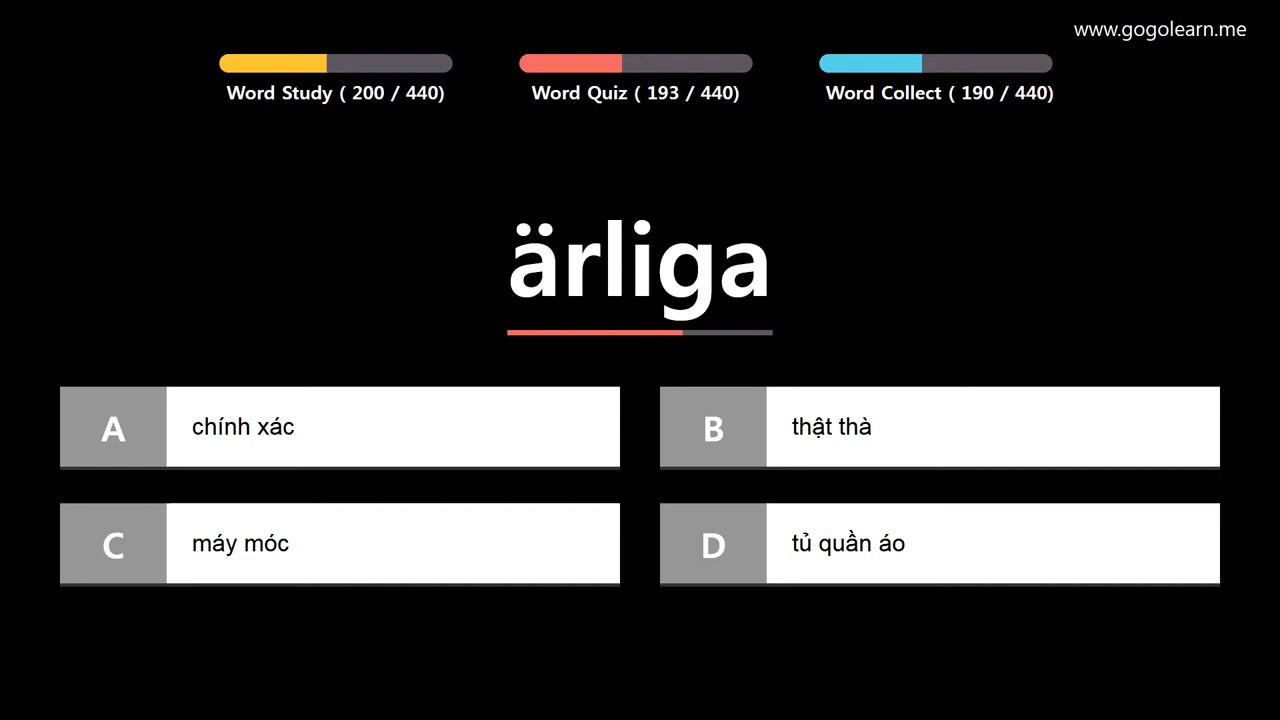 www.gogolearn.me
Word Study ( 200 / 440)
Word Quiz ( 193 / 440)
Word Collect ( 190 / 440)
ärliga
A
chính xác
B
thật thà
C
máy móc
D
tủ quần áo